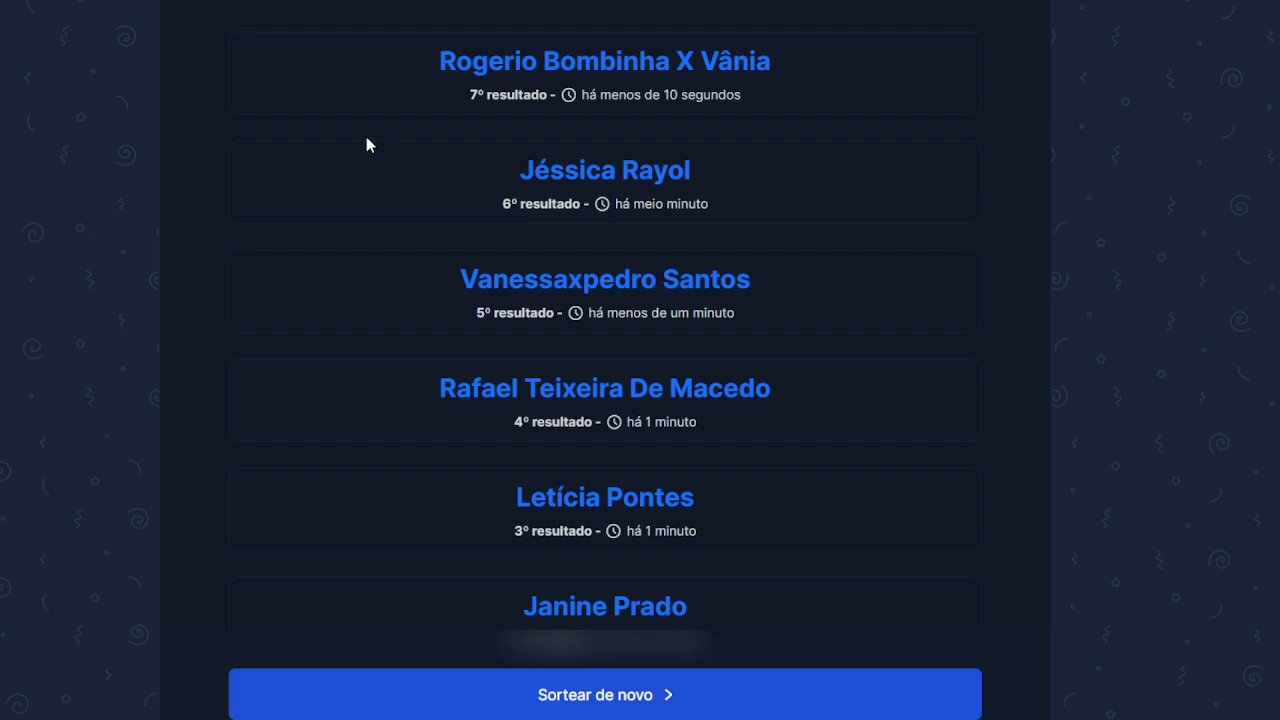 Rogerio Bombinha X Vânia
7º resultado - há menos de 10 segundos
Jéssica Rayol
6º resultado - há meio minuto
Vanessaxpedro Santos
5º resultado - há menos de um minuto
Rafael Teixeira De Macedo
4º resultado - há 1 minuto
Letícia Pontes
3º resultado - há 1 minuto
Janine Prado
Sortear de novo